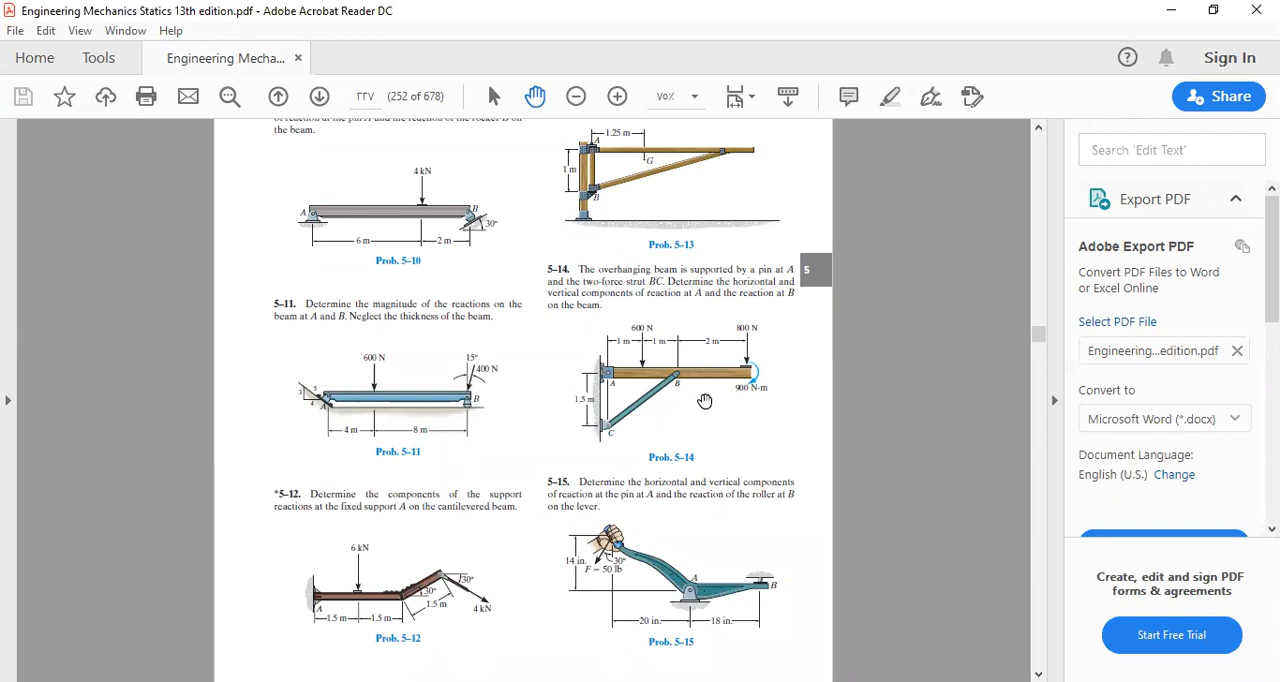 Engineering Mechanics Statics 13th edition.pdf - Adobe Acrobat Reader DC
File Edit View Window Help
Home Tools Engineering Mecha... × Sign In
٢٢٧ (252 of 678) ٧٥٪ Share
the beam.
4 kN
A B
30°
6 m 2 m
Prob. 5–10
5-11. Determine the magnitude of the reactions on the
beam at A and B. Neglect the thickness of the beam.
600 N 15°
400 N
3 5
4 A B
4 m 8 m
Prob. 5–11
*5–12. Determine the components of the support
reactions at the fixed support A on the cantilevered beam.
6 kN
30°
A 30°
1.5 m 4 kN
1.5 m 1.5 m
Prob. 5–12
1.25 m
A
G
1 m
B
Prob. 5–13
5
5–14. The overhanging beam is supported by a pin at A
and the two-force strut BC. Determine the horizontal and
vertical components of reaction at A and the reaction at B
on the beam.
600 N 800 N
1 m 1 m 2 m
A B 900 N·m
1.5 m
C
Prob. 5–14
5–15. Determine the horizontal and vertical components
of reaction at the pin at A and the reaction of the roller at B
on the lever.
14 in. 30°
F = 50 lb
A B
20 in. 18 in.
Prob. 5–15
Search 'Edit Text'
Export PDF
Adobe Export PDF
Convert PDF Files to Word
or Excel Online
Select PDF File
Engineering...edition.pdf
Convert to
Microsoft Word (*.docx)
Document Language:
English (U.S.) Change
Create, edit and sign PDF
forms & agreements
Start Free Trial